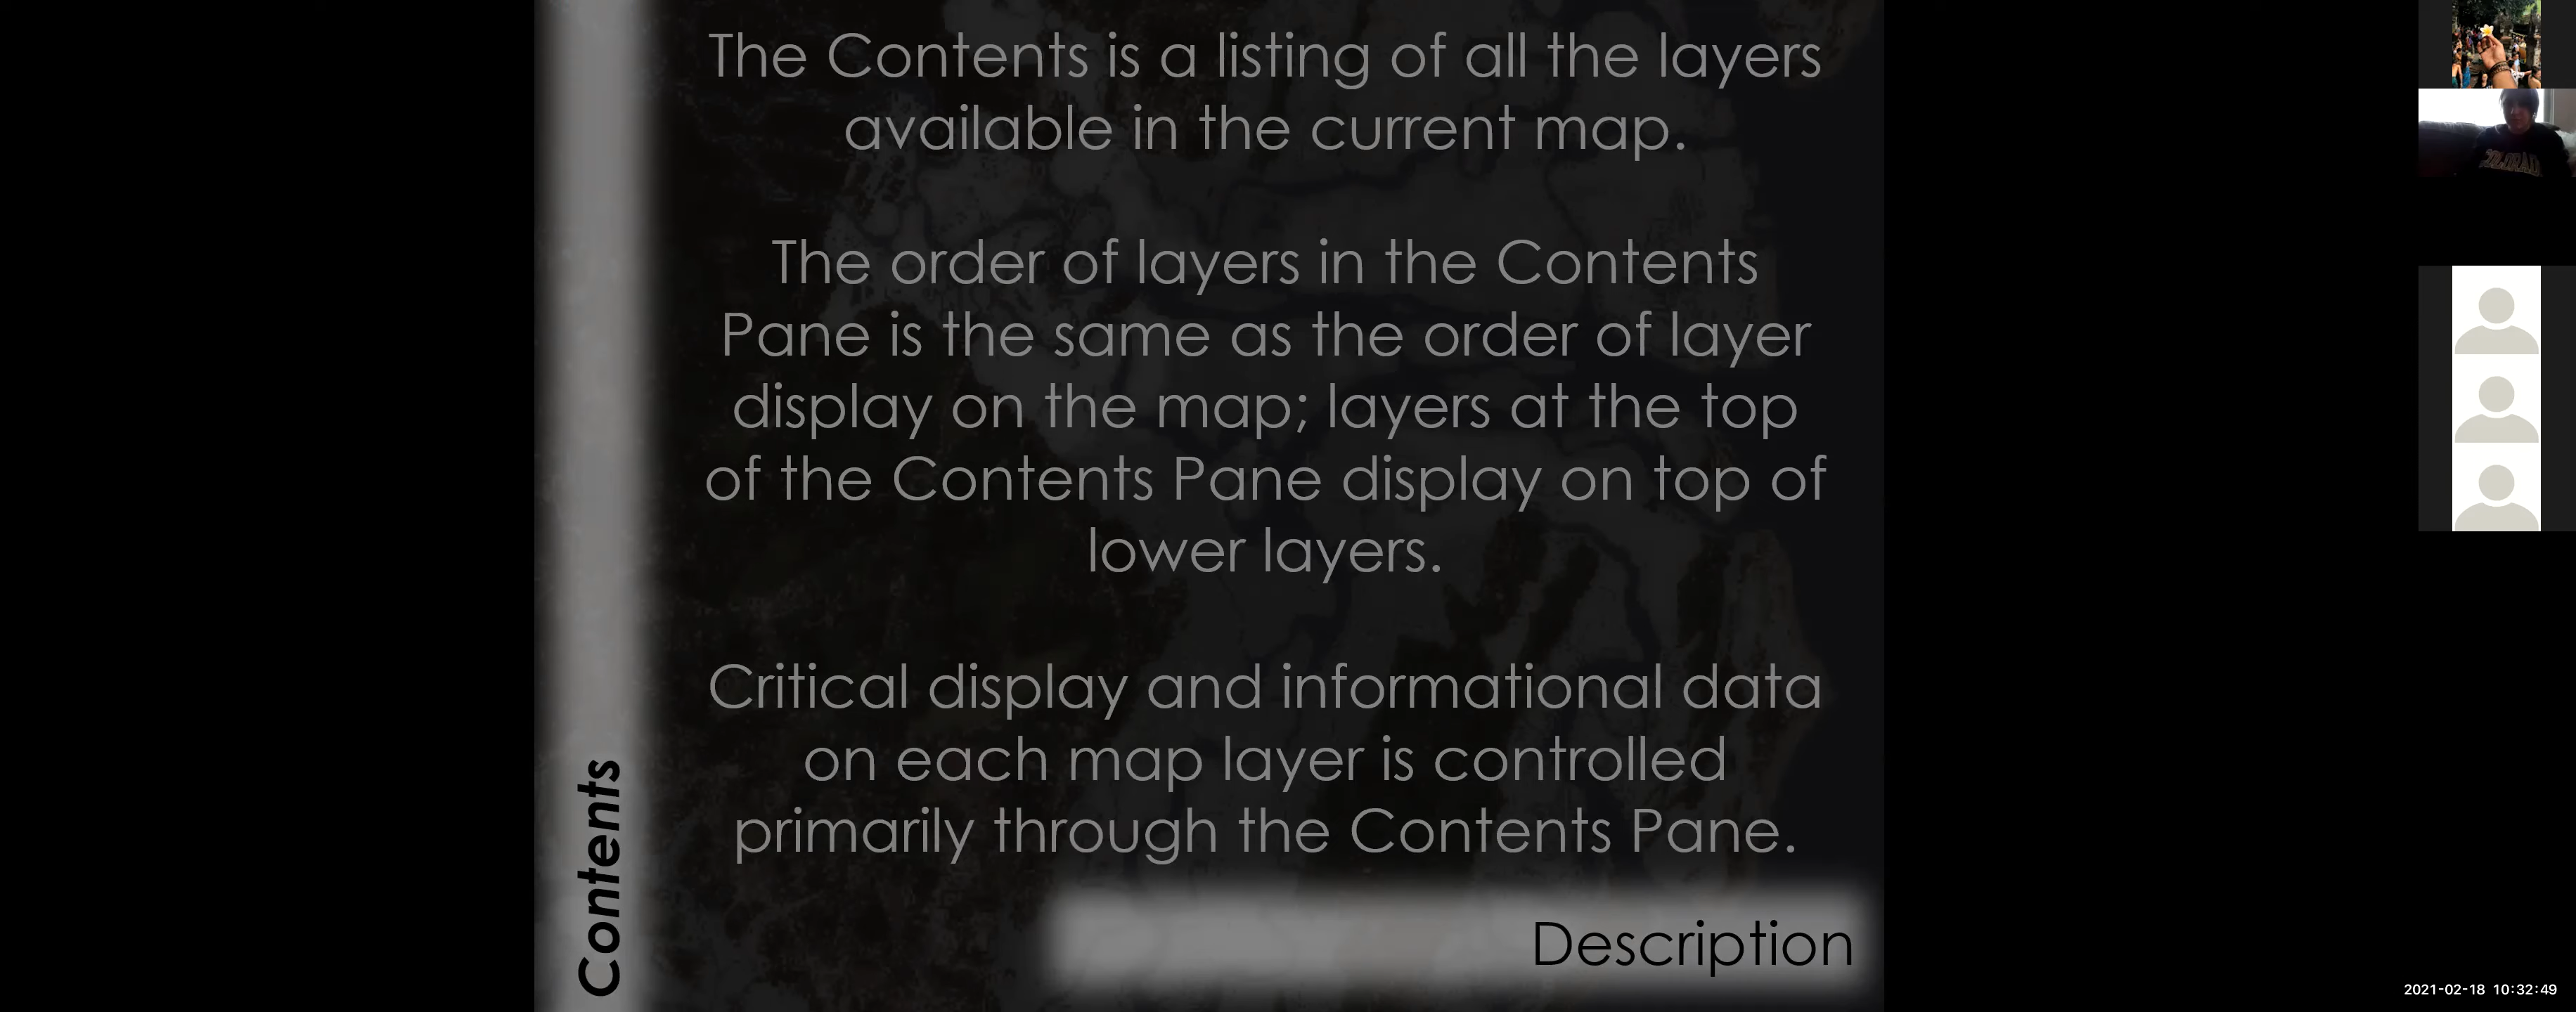 The Contents is a listing of all the layers
available in the current map.
The order of layers in the Contents
Pane is the same as the order of layer
display on the map; layers at the top
of the Contents Pane display on top of
lower layers.
Critical display and informational data
on each map layer is controlled
primarily through the Contents Pane.
Contents
Description
2021-02-18 10:32:49